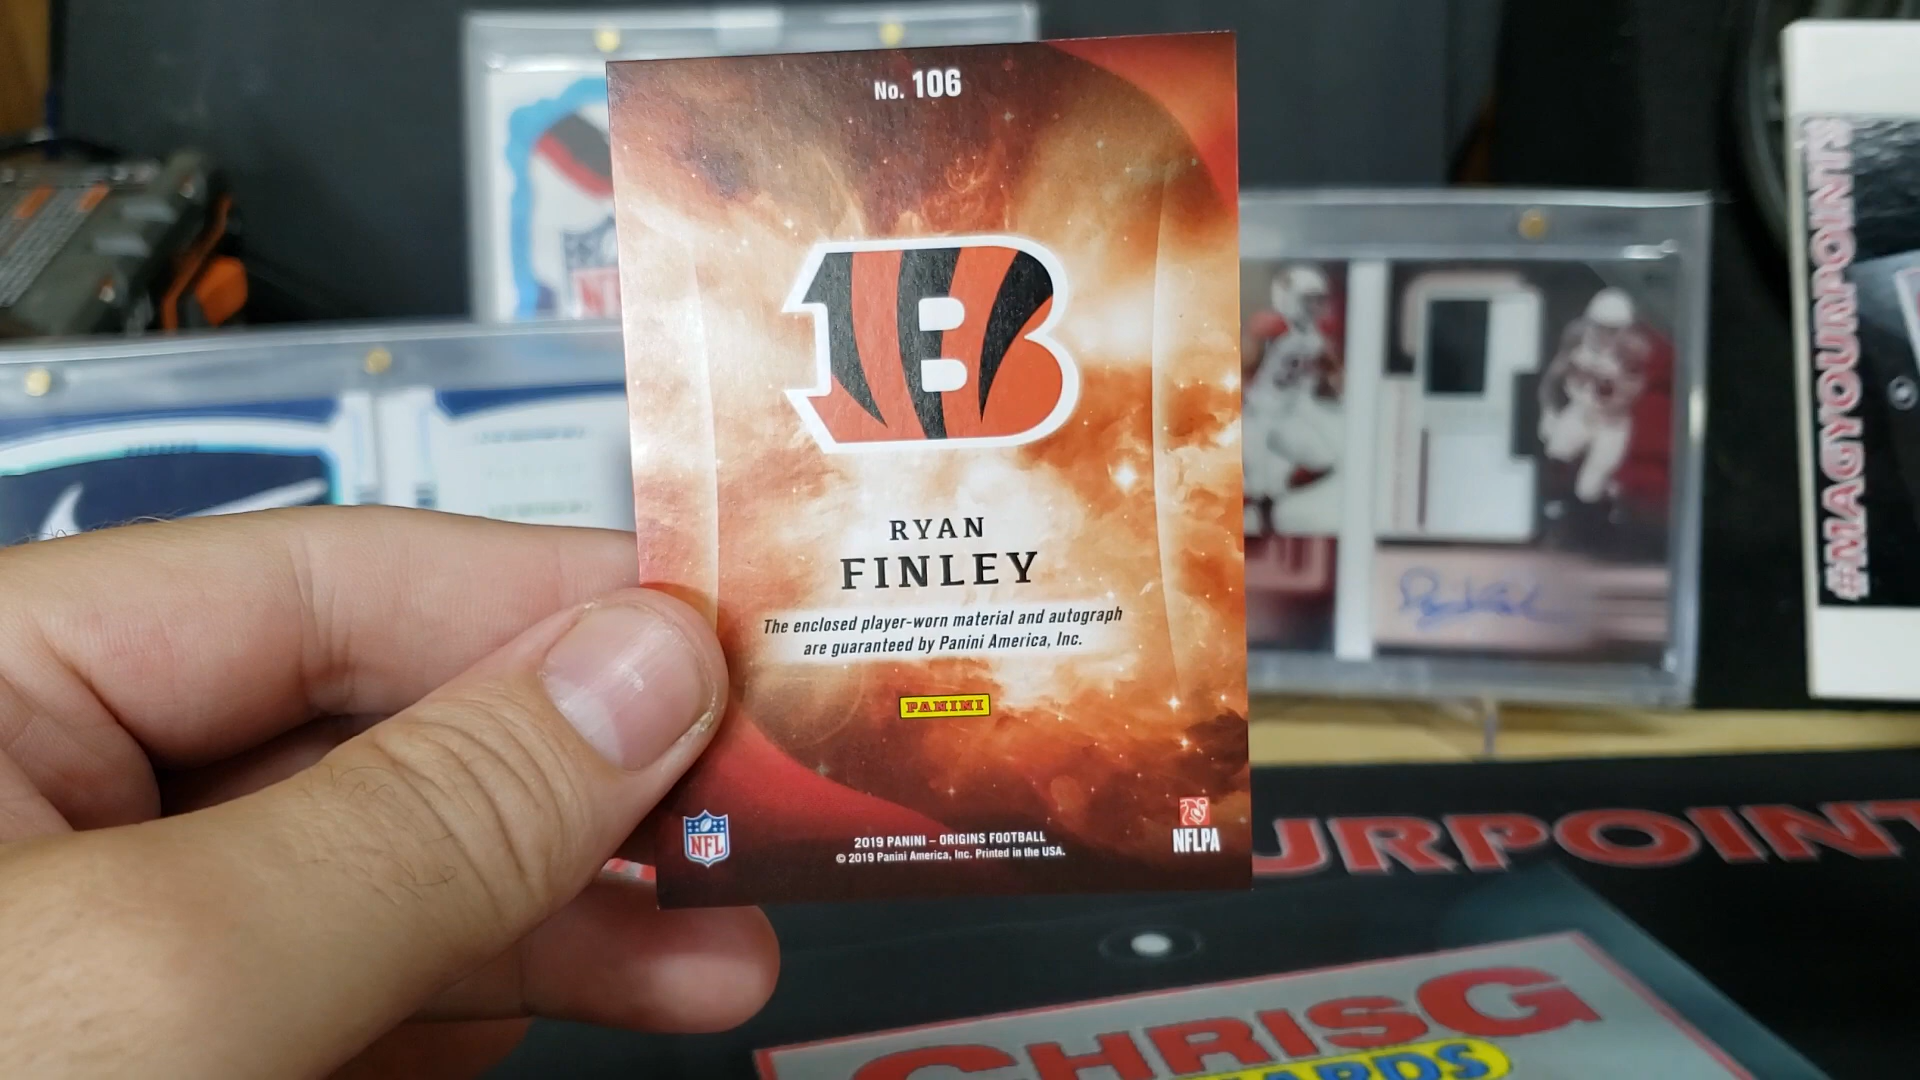 No. 106
RYAN
FINLEY
The enclosed player-worn material and autograph
are guaranteed by Panini America, Inc.
PANINI
NFL
NFLPA
2019 PANINI – ORIGINS FOOTBALL
© 2019 Panini America, Inc. Printed in the USA.
#MAGYOURPOINTS
URPOINT
CHRISG